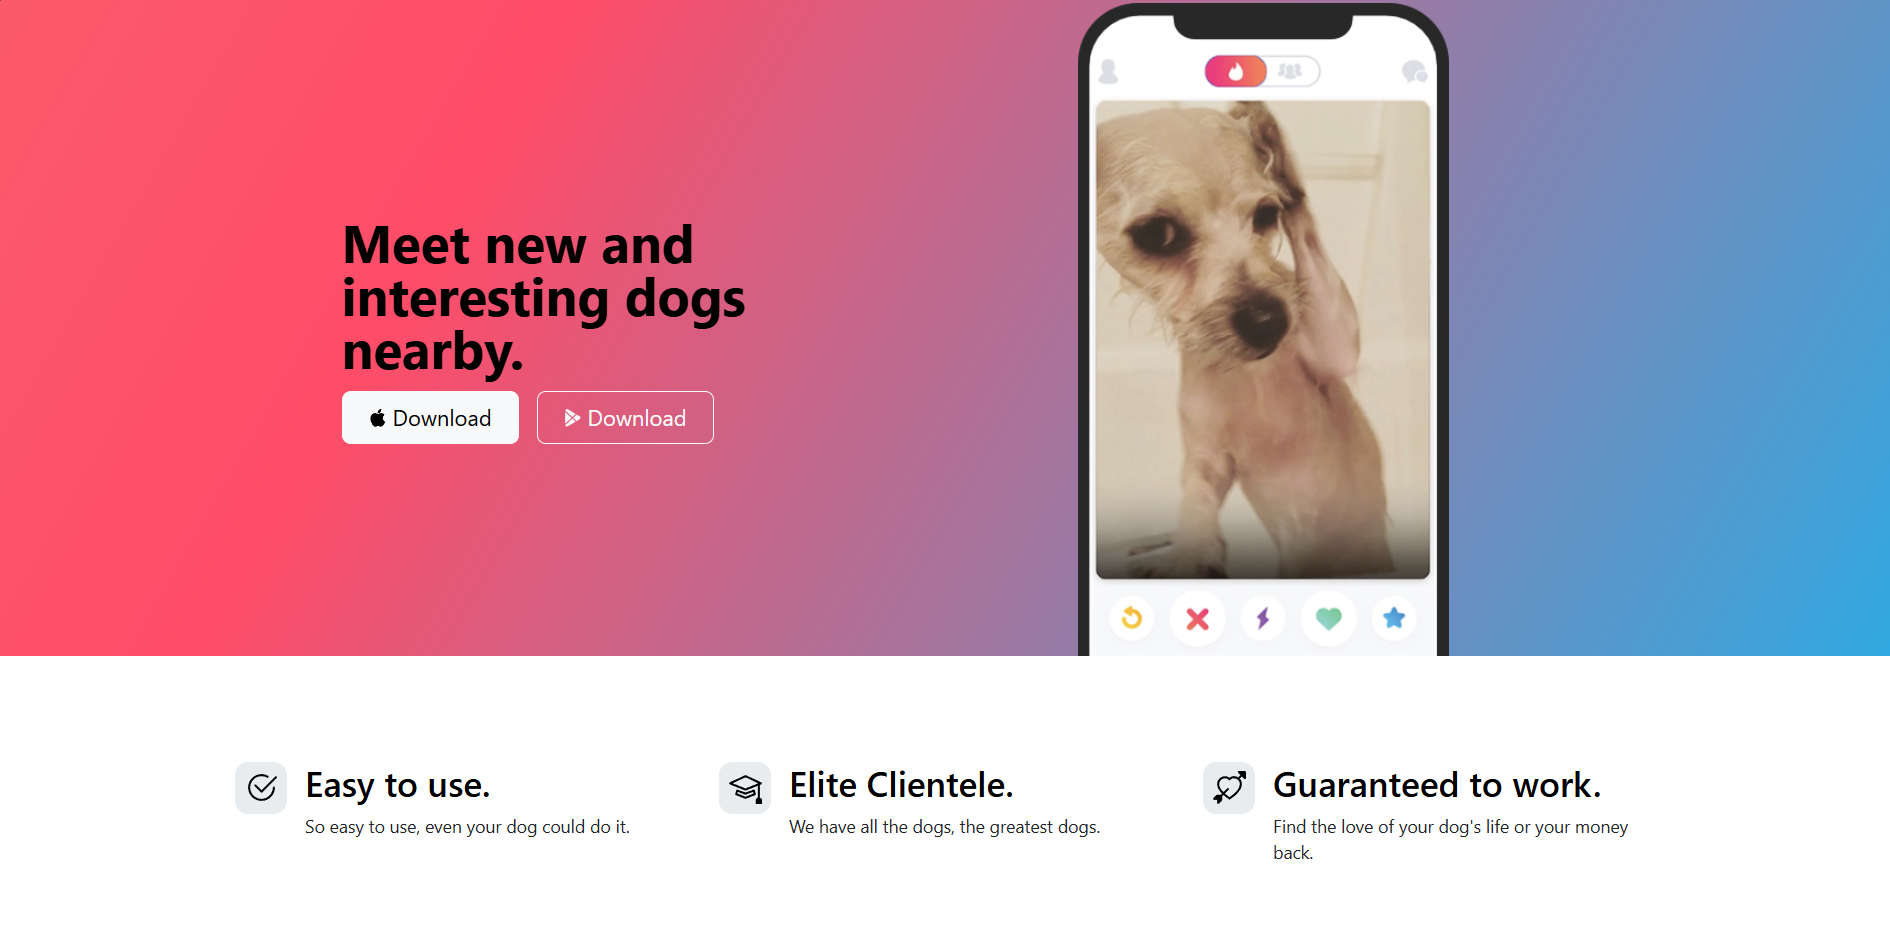 Meet new and
interesting dogs
nearby.
Download
Download
Easy to use.
So easy to use, even your dog could do it.
Elite Clientele.
We have all the dogs, the greatest dogs.
Guaranteed to work.
Find the love of your dog's life or your money
back.